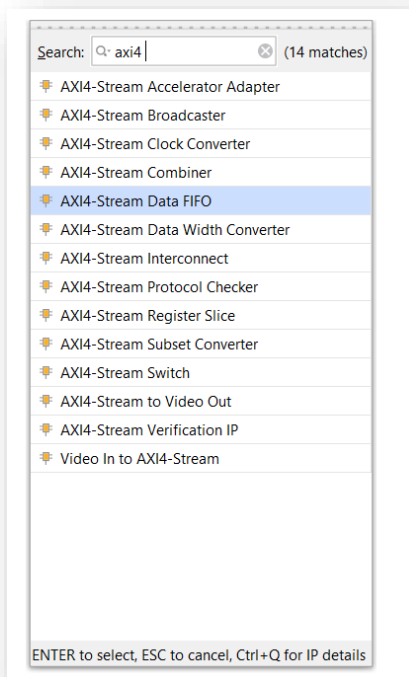 Search: axi4 (14 matches)
AXI4-Stream Accelerator Adapter
AXI4-Stream Broadcaster
AXI4-Stream Clock Converter
AXI4-Stream Combiner
AXI4-Stream Data FIFO
AXI4-Stream Data Width Converter
AXI4-Stream Interconnect
AXI4-Stream Protocol Checker
AXI4-Stream Register Slice
AXI4-Stream Subset Converter
AXI4-Stream Switch
AXI4-Stream to Video Out
AXI4-Stream Verification IP
Video In to AXI4-Stream
ENTER to select, ESC to cancel, Ctrl+Q for IP details